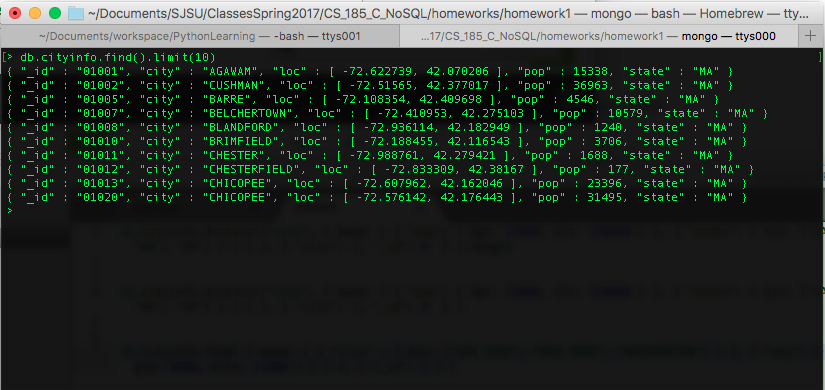 ~/Documents/SJSU/ClassesSpring2017/CS_185_C_NoSQL/homeworks/homework1 — mongo — bash — Homebrew — tty...
~/Documents/workspace/PythonLearning — -bash — ttys001 ...17/CS_185_C_NoSQL/homeworks/homework1 — mongo — ttys000 +
[> db.cityinfo.find().limit(10) ]
{ "_id" : "01001", "city" : "AGAWAM", "loc" : [ -72.622739, 42.070206 ], "pop" : 15338, "state" : "MA" }
{ "_id" : "01002", "city" : "CUSHMAN", "loc" : [ -72.51565, 42.377017 ], "pop" : 36963, "state" : "MA" }
{ "_id" : "01005", "city" : "BARRE", "loc" : [ -72.108354, 42.409698 ], "pop" : 4546, "state" : "MA" }
{ "_id" : "01007", "city" : "BELCHERTOWN", "loc" : [ -72.410953, 42.275103 ], "pop" : 10579, "state" : "MA" }
{ "_id" : "01008", "city" : "BLANDFORD", "loc" : [ -72.936114, 42.182949 ], "pop" : 1240, "state" : "MA" }
{ "_id" : "01010", "city" : "BRIMFIELD", "loc" : [ -72.188455, 42.116543 ], "pop" : 3706, "state" : "MA" }
{ "_id" : "01011", "city" : "CHESTER", "loc" : [ -72.988761, 42.279421 ], "pop" : 1688, "state" : "MA" }
{ "_id" : "01012", "city" : "CHESTERFIELD", "loc" : [ -72.833309, 42.38167 ], "pop" : 177, "state" : "MA" }
{ "_id" : "01013", "city" : "CHICOPEE", "loc" : [ -72.607962, 42.162046 ], "pop" : 23396, "state" : "MA" }
{ "_id" : "01020", "city" : "CHICOPEE", "loc" : [ -72.576142, 42.176443 ], "pop" : 31495, "state" : "MA" }
>